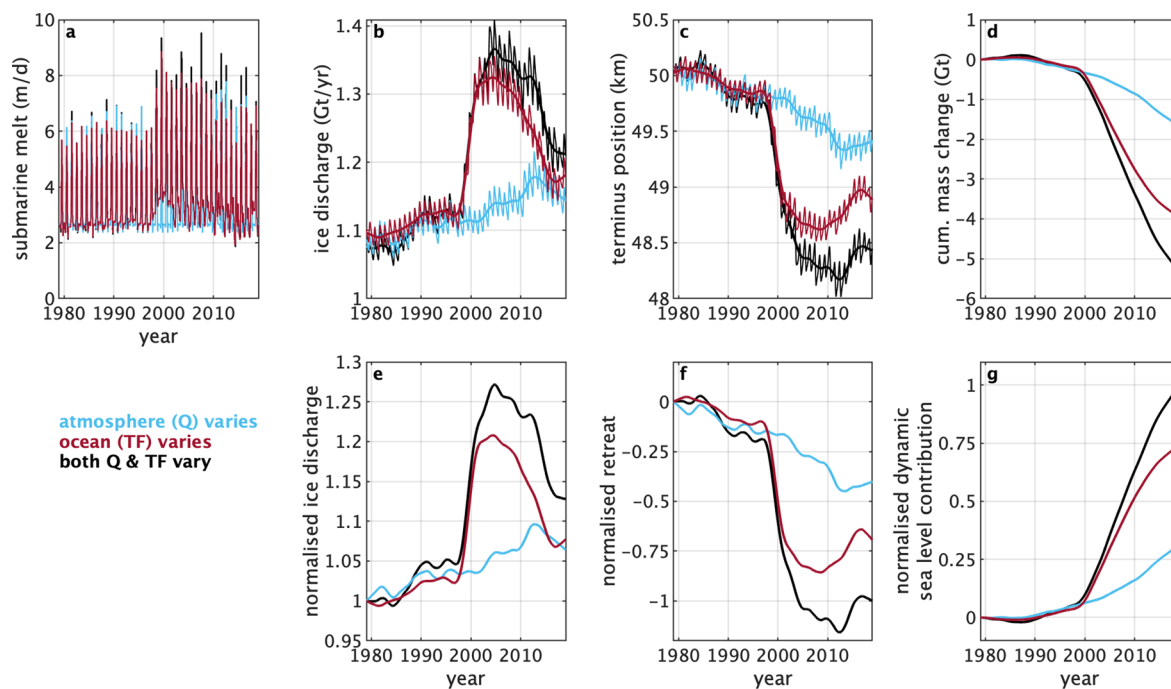 a
submarine melt (m/d)
10
8
6
4
2
0
1980 1990 2000 2010
year
b
ice discharge (Gt/yr)
1.4
1.3
1.2
1.1
1
1980 1990 2000 2010
c
terminus position (km)
50.5
50
49.5
49
48.5
48
1980 1990 2000 2010
d
cum. mass change (Gt)
1
0
−1
−2
−3
−4
−5
−6
1980 1990 2000 2010
atmosphere (Q) varies
ocean (TF) varies
both Q & TF vary
e
normalised ice discharge
1.3
1.25
1.2
1.15
1.1
1.05
1
0.95
1980 1990 2000 2010
year
f
normalised retreat
0
−0.25
−0.5
−0.75
−1
1980 1990 2000 2010
year
g
normalised dynamic
sea level contribution
1
0.75
0.5
0.25
0
1980 1990 2000 2010
year